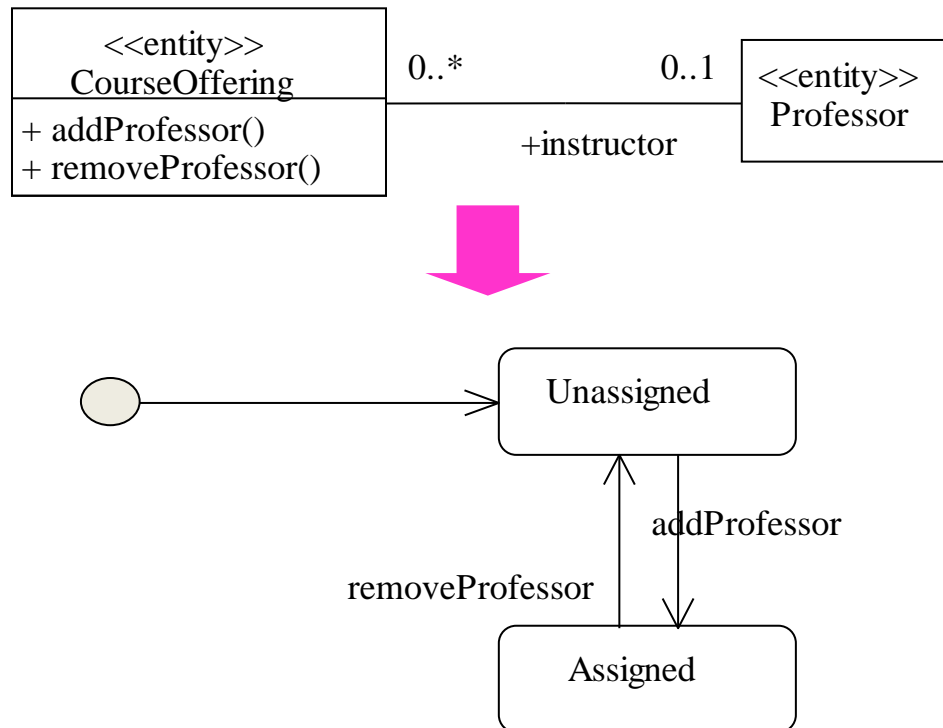 <<entity>>
CourseOffering
+ addProfessor()
+ removeProfessor()
0..*
0..1
+instructor
<<entity>>
Professor
Unassigned
addProfessor
removeProfessor
Assigned